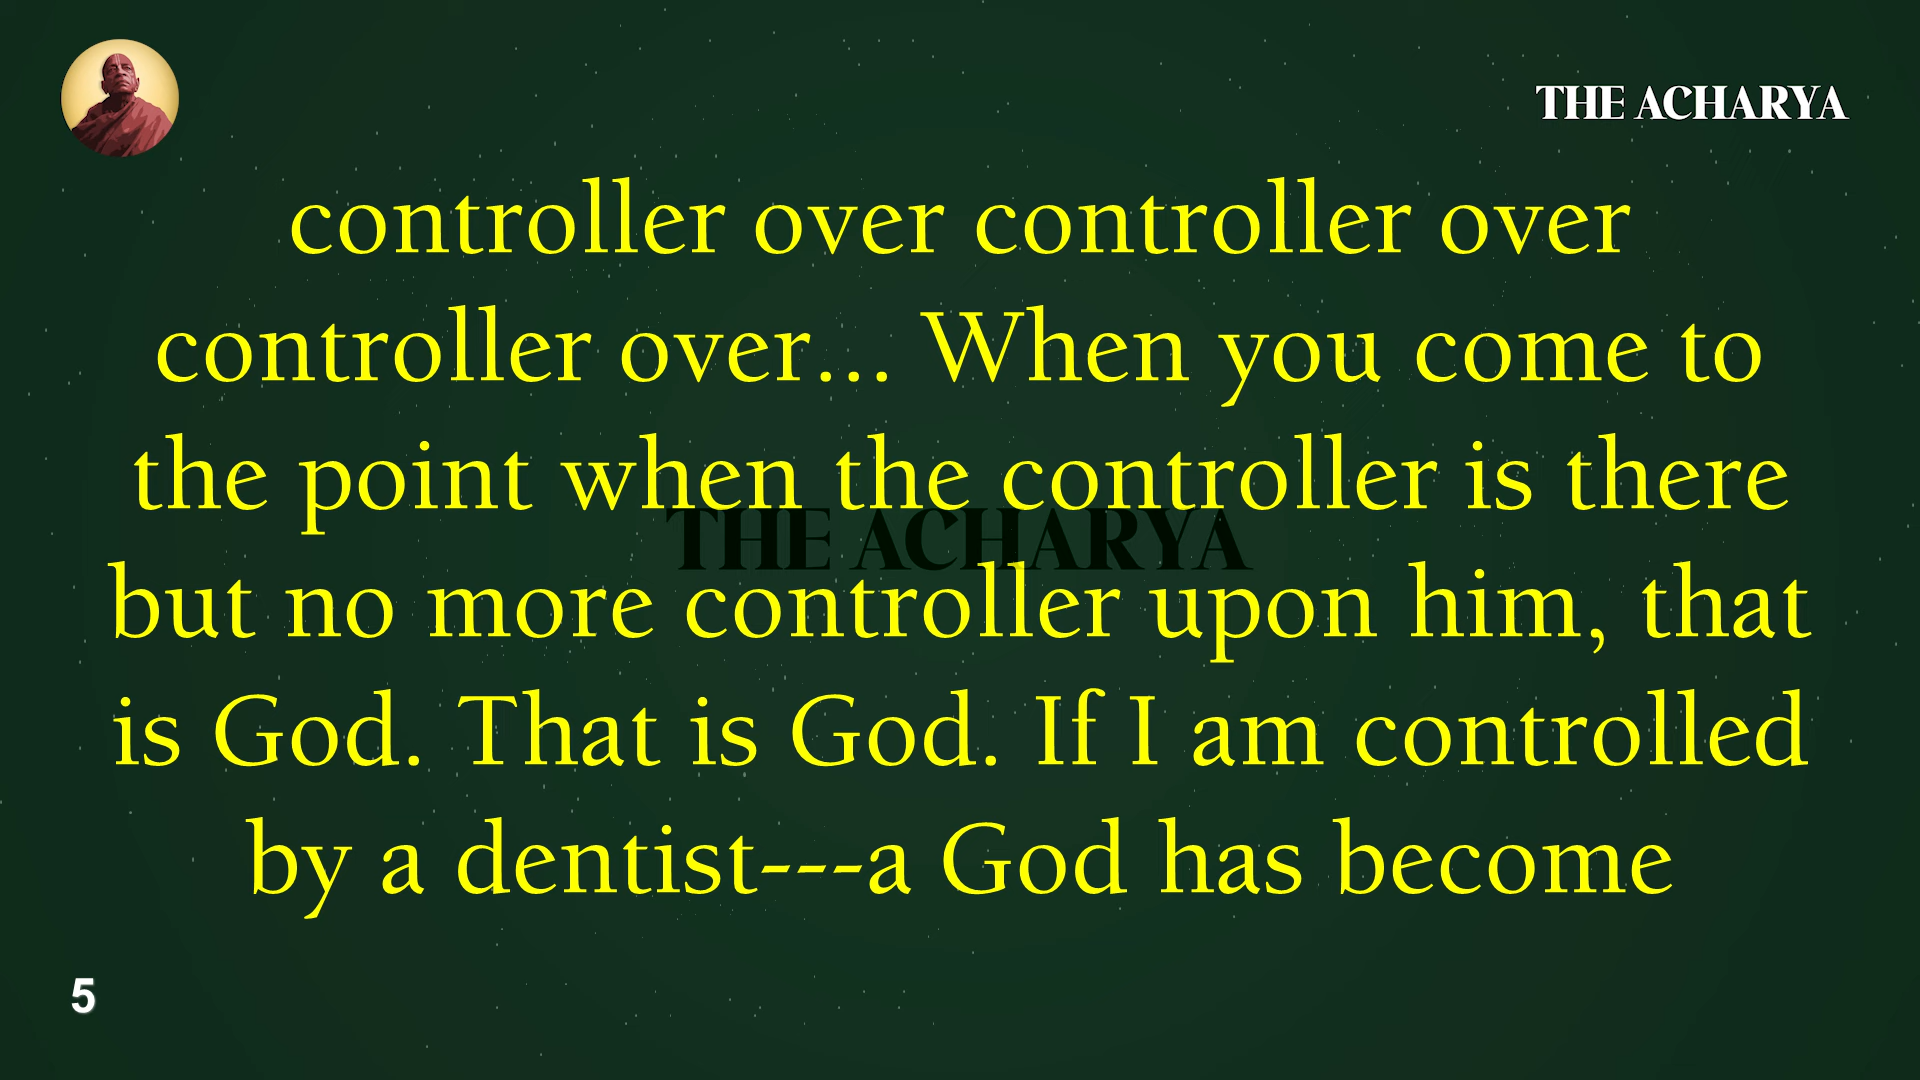 THE ACHARYA
controller over controller over
controller over... When you come to
the point when the controller is there
THE ACHARYA
but no more controller upon him, that
is God. That is God. If I am controlled
by a dentist---a God has become
5